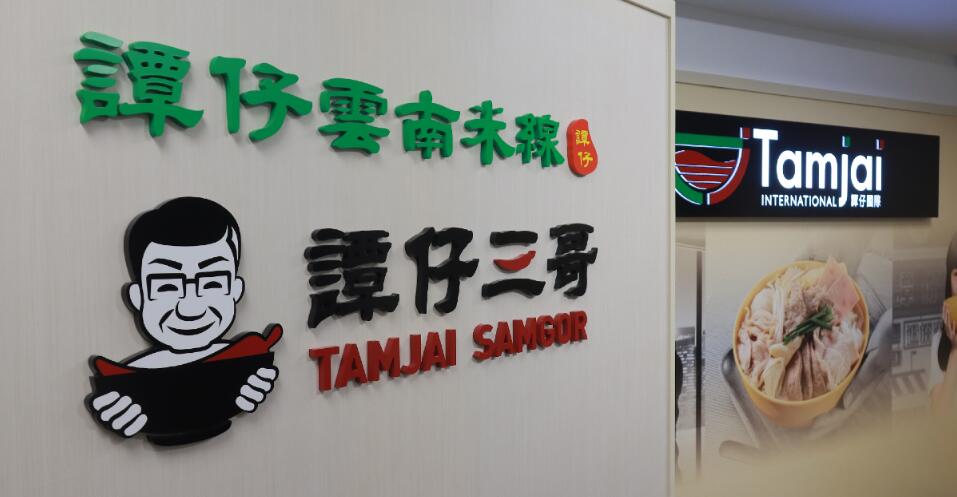 譚仔雲南米線
譚仔
譚仔三哥
TAMJAI SAMGOR
Tamjai
INTERNATIONAL 譚仔國際